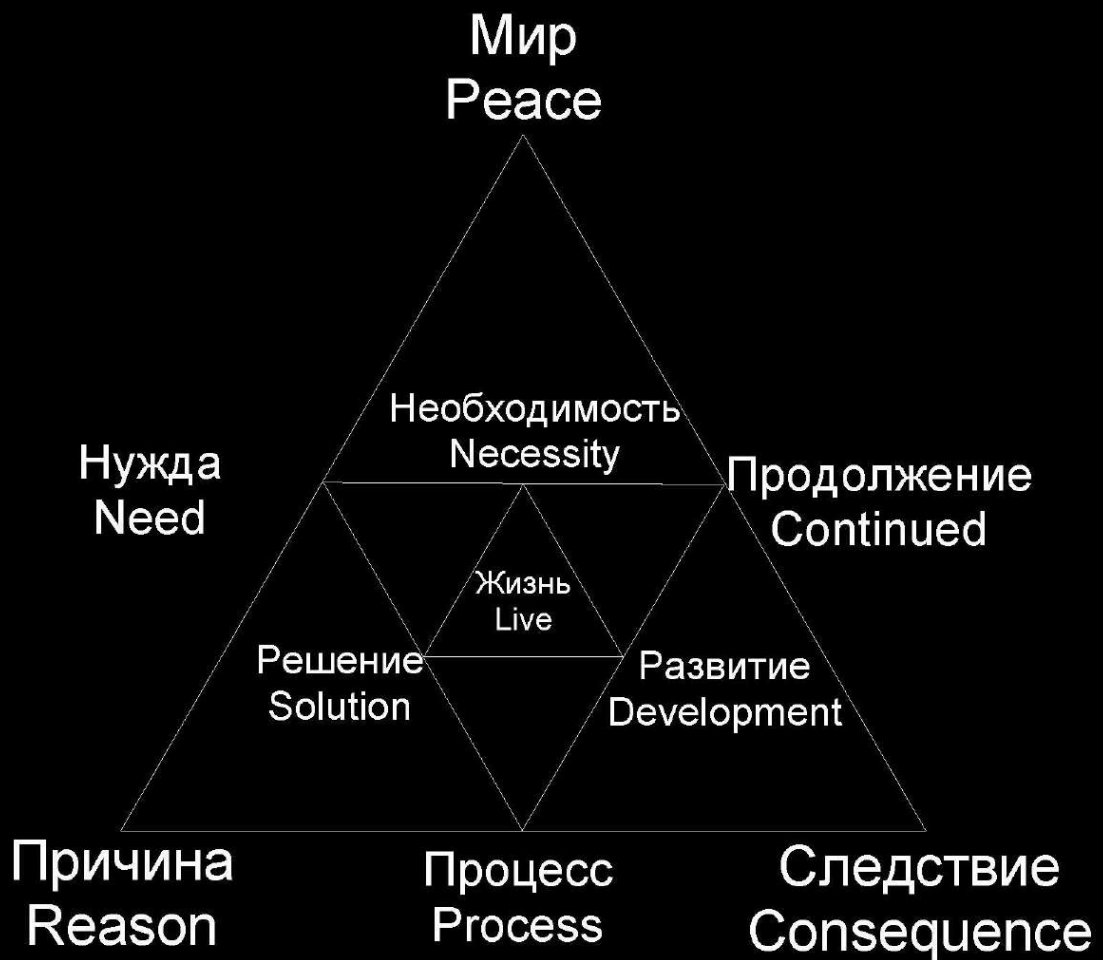 Мир
Peace
Необходимость
Necessity
Нужда
Need
Продолжение
Continued
Жизнь
Live
Решение
Solution
Развитие
Development
Причина
Reason
Процесс
Process
Следствие
Consequence